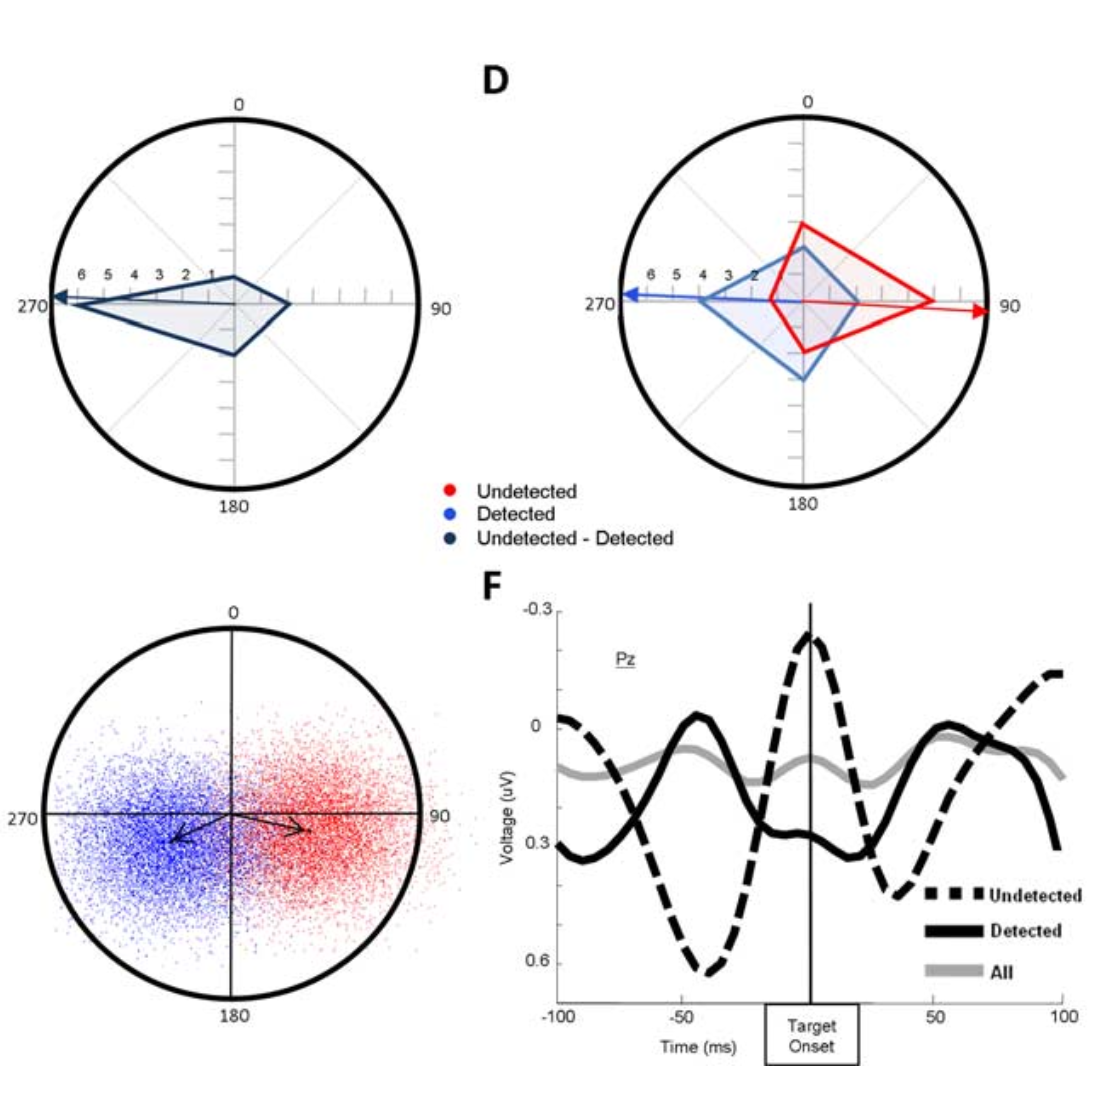 D
0
0
6 5 4 3 2 1
6 5 4 3 2
270
90
270
90
180
180
Undetected
Detected
Undetected - Detected
F
0
270
90
180
-0.3
Pz
0
Voltage (uV)
0.3
0.6
Undetected
Detected
All
-100
-50
50
100
Time (ms)
Target
Onset